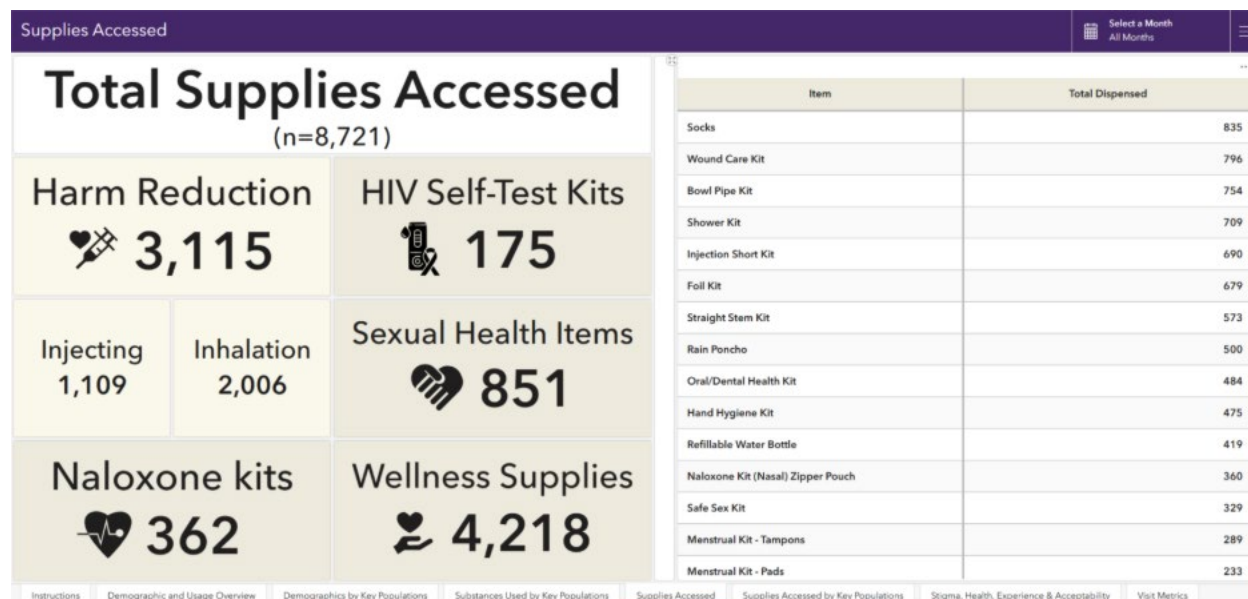 Supplies Accessed
Select a Month
All Months
Total Supplies Accessed
(n=8,721)
Harm Reduction
3,115
HIV Self-Test Kits
175
Injecting
1,109
Inhalation
2,006
Sexual Health Items
851
Naloxone kits
362
Wellness Supplies
4,218
Item Total Dispensed
Socks 835
Wound Care Kit 796
Bowl Pipe Kit 754
Shower Kit 709
Injection Short Kit 690
Foil Kit 679
Straight Stem Kit 573
Rain Poncho 500
Oral/Dental Health Kit 484
Hand Hygiene Kit 475
Refillable Water Bottle 419
Naloxone Kit (Nasal) Zipper Pouch 360
Safe Sex Kit 329
Menstrual Kit - Tampons 289
Menstrual Kit - Pads 233
Instructions Demographic and Usage Overview Demographics by Key Populations Substances Used by Key Populations Supplies Accessed Supplies Accessed by Key Populations Stigma, Health, Experience & Acceptability Visit Metrics